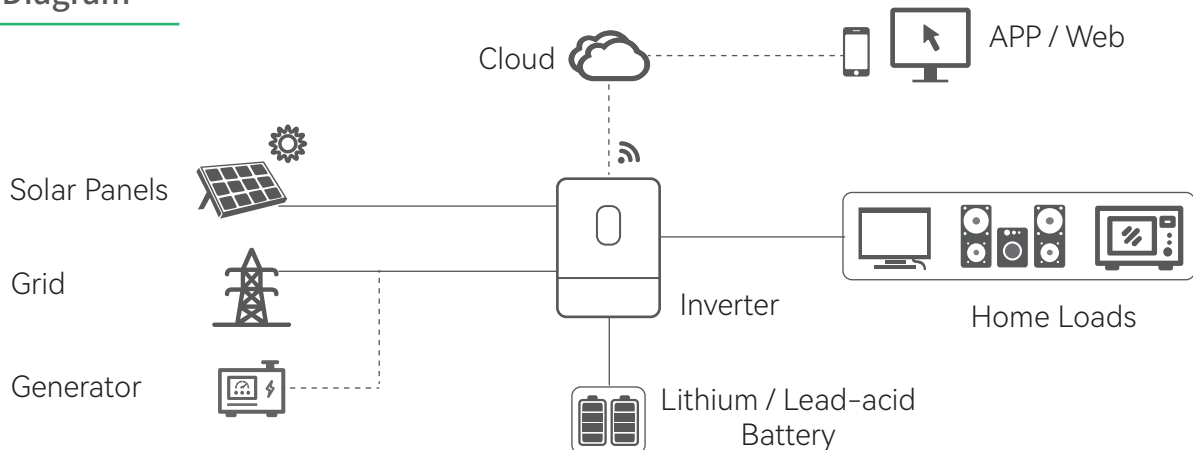 Diagram
Cloud
APP / Web
Solar Panels
Grid
Inverter
Home Loads
Generator
Lithium / Lead-acid
Battery